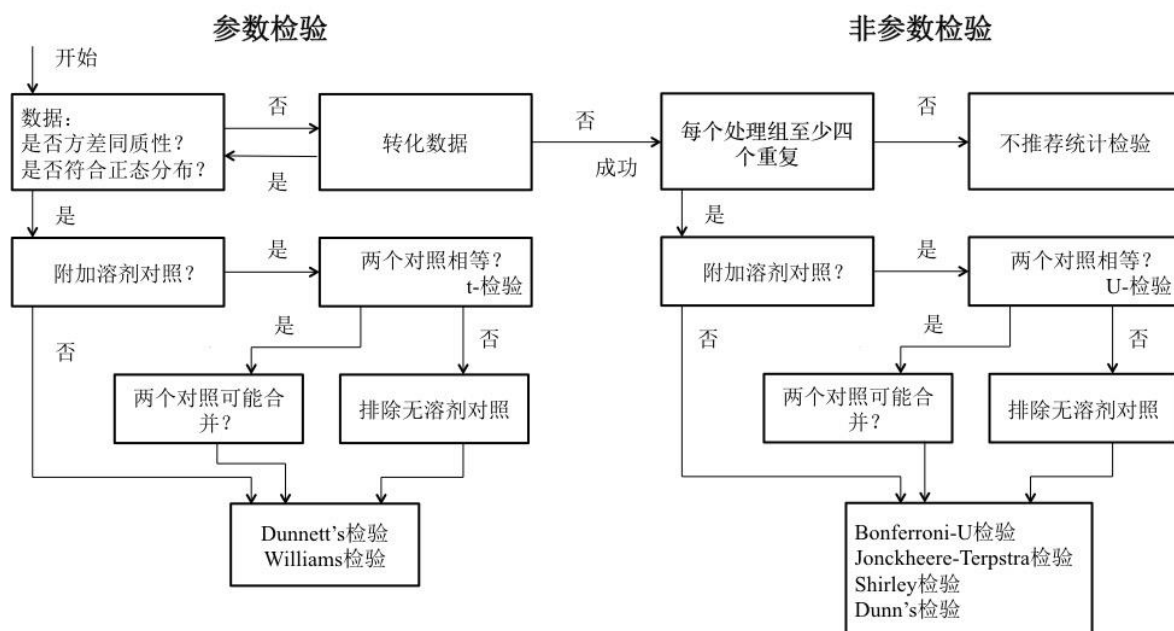 参数检验
非参数检验
开始
数据：
是否方差同质性？
是否符合正态分布？
否
是
转化数据
否
成功
每个处理组至少四
个重复
否
不推荐统计检验
是
附加溶剂对照？
是
两个对照相等？
t-检验
是
附加溶剂对照？
是
两个对照相等？
U-检验
否
是
否
两个对照可能合
并？
排除无溶剂对照
否
是
否
两个对照可能合
并？
排除无溶剂对照
Dunnett’s检验
Williams检验
Bonferroni-U检验
Jonckheere-Terpstra检验
Shirley检验
Dunn’s检验